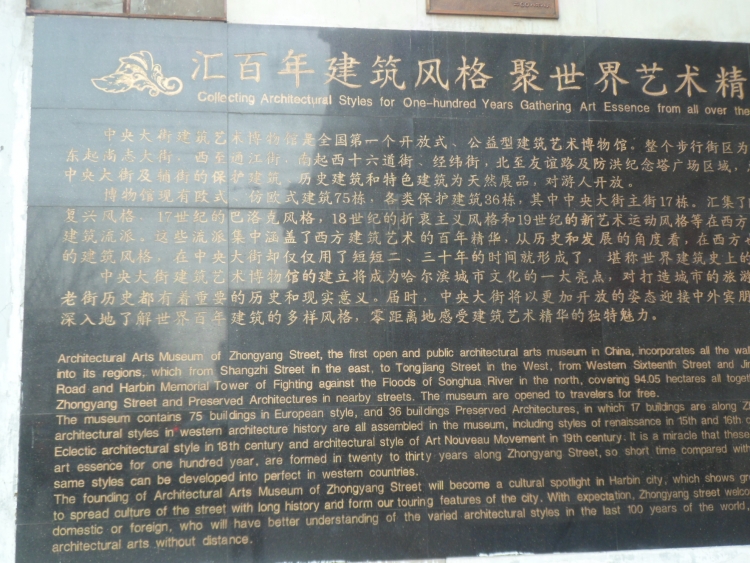 汇百年建筑风格 聚世界艺术精
Collecting Architectural Styles for One-hundred Years Gathering Art Essence from all over the
中央大街建筑艺术博物馆是全国第一个开放式、公益型建筑艺术博物馆。整个步行街区为
东起尚志大街，西至通江街，南起西十六道街、经纬街，北至友谊路及防洪纪念塔广场区域，
中央大街及辅街的保护建筑、历史建筑和特色建筑为天然展品，对游人开放。
博物馆现有欧式、仿欧式建筑75栋，各类保护建筑36栋，其中中央大街主街17栋。汇集了
复兴风格，17世纪的巴洛克风格，18世纪的折衷主义风格和19世纪的新艺术运动风格等在西方
建筑流派。这些流派集中涵盖了西方建筑艺术的百年精华，从历史和发展的角度看，在西方
的建筑风格，在中央大街却仅仅用了短短二、三十年的时间就形成了，堪称世界建筑史上的
中央大街建筑艺术博物馆的建立将成为哈尔滨城市文化的一大亮点，对打造城市的旅游
老街历史都有着重要的历史和现实意义。届时，中央大街将以更加开放的姿态迎接中外宾朋
深入地了解世界百年建筑的多样风格，零距离地感受建筑艺术精华的独特魅力。
Architectural Arts Museum of Zhongyang Street, the first open and public architectural arts museum in China, incorporates all the wal
into its regions, which from Shangzhi Street in the east, to Tongjiang Street in the West, from Western Sixteenth Street and Jin
Road and Harbin Memorial Tower of Fighting against the Floods of Songhua River in the north, covering 94.05 hectares all togeth
Zhongyang Street and Preserved Architectures in nearby streets. The museum are opened to travelers for free.
The museum contains 75 buildings in European style, and 36 buildings Preserved Architectures, in which 17 buildings are along Z
architectural styles in western architecture history are all assembled in the museum, including styles of renaissance in 15th and 16th c
Eclectic architectural style in 18th century and architectural style of Art Nouveau Movement in 19th century. It is a miracle that these
art essence for one hundred year, are formed in twenty to thirty years along Zhongyang Street, so short time compared with
same styles can be developed into perfect in western countries.
The founding of Architectural Arts Museum of Zhongyang Street will become a cultural spotlight in Harbin city, which shows gr
to spread culture of the street with long history and form our touring features of the city. With expectation, Zhongyang street welco
domestic or foreign, who will have better understanding of the varied architectural styles in the last 100 years of the world,
architectural arts without distance.